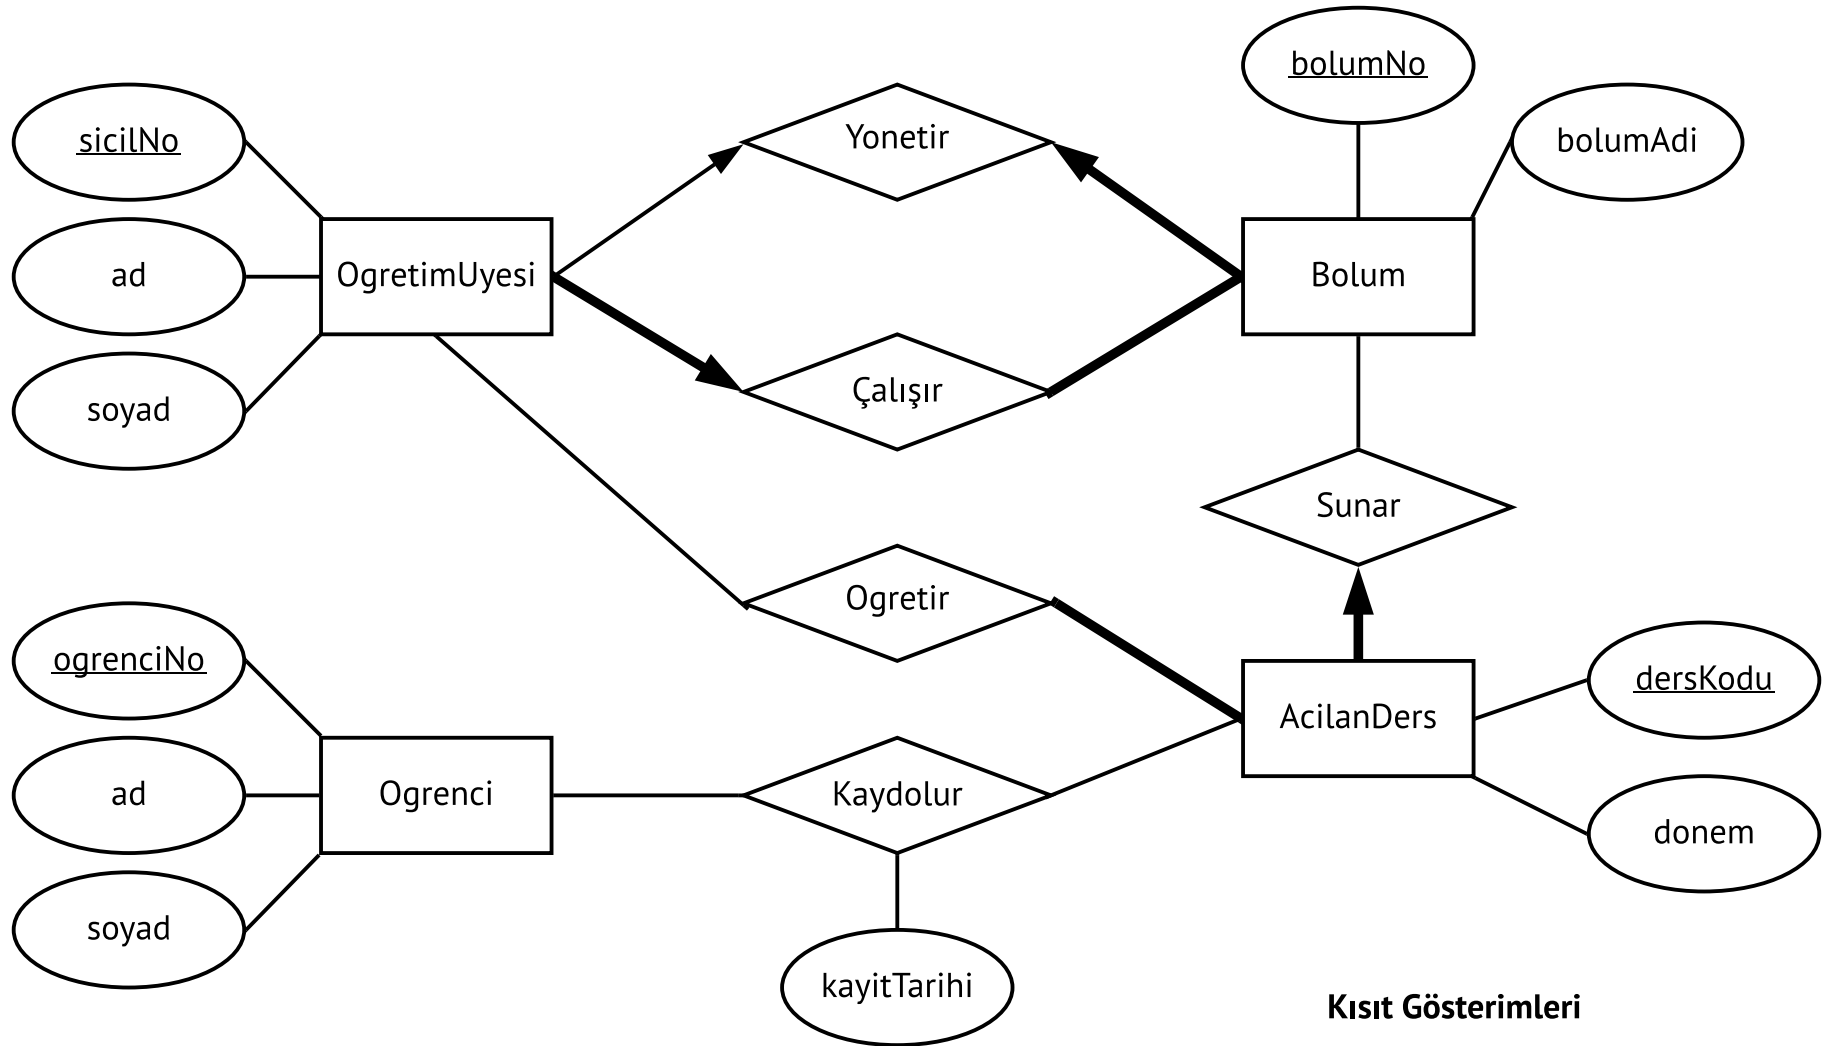 bolumNo
sicilNo
Yonetir
bolumAdi
ad
OgretimUyesi
Bolum
soyad
Çalışır
Sunar
Ogretir
ogrenciNo
dersKodu
AcilanDers
ad
Ogrenci
Kaydolur
donem
soyad
kayitTarihi
Kısıt Gösterimleri